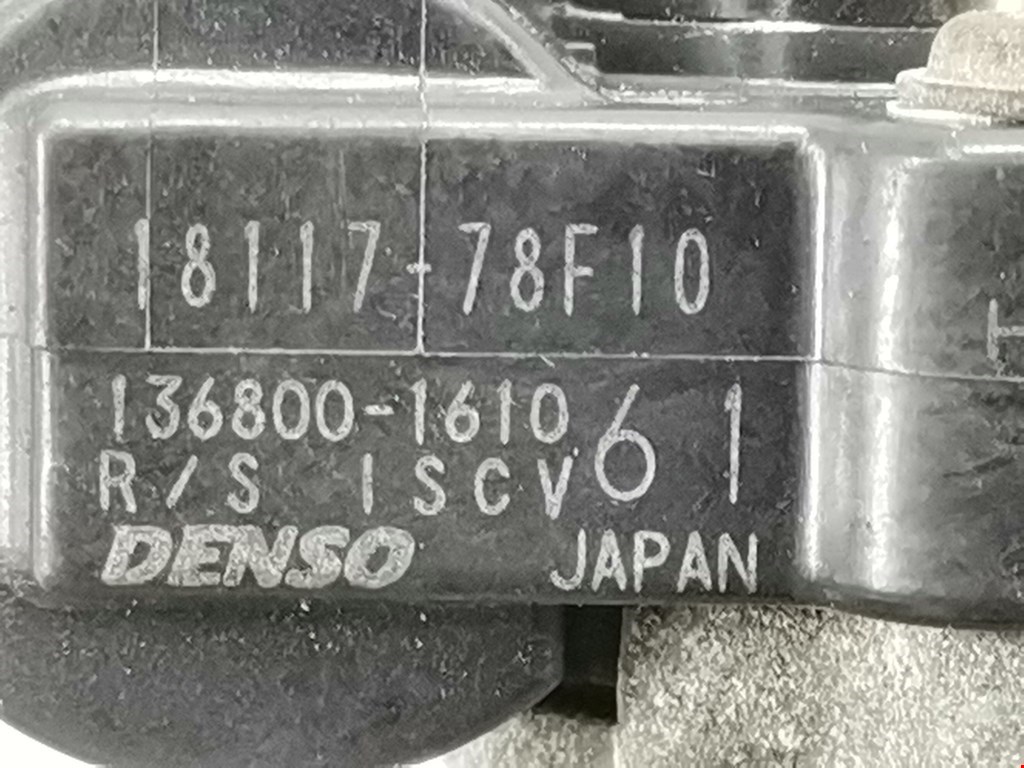 18117-78F10
136800-1610 61
R/S ISCV
DENSO JAPAN